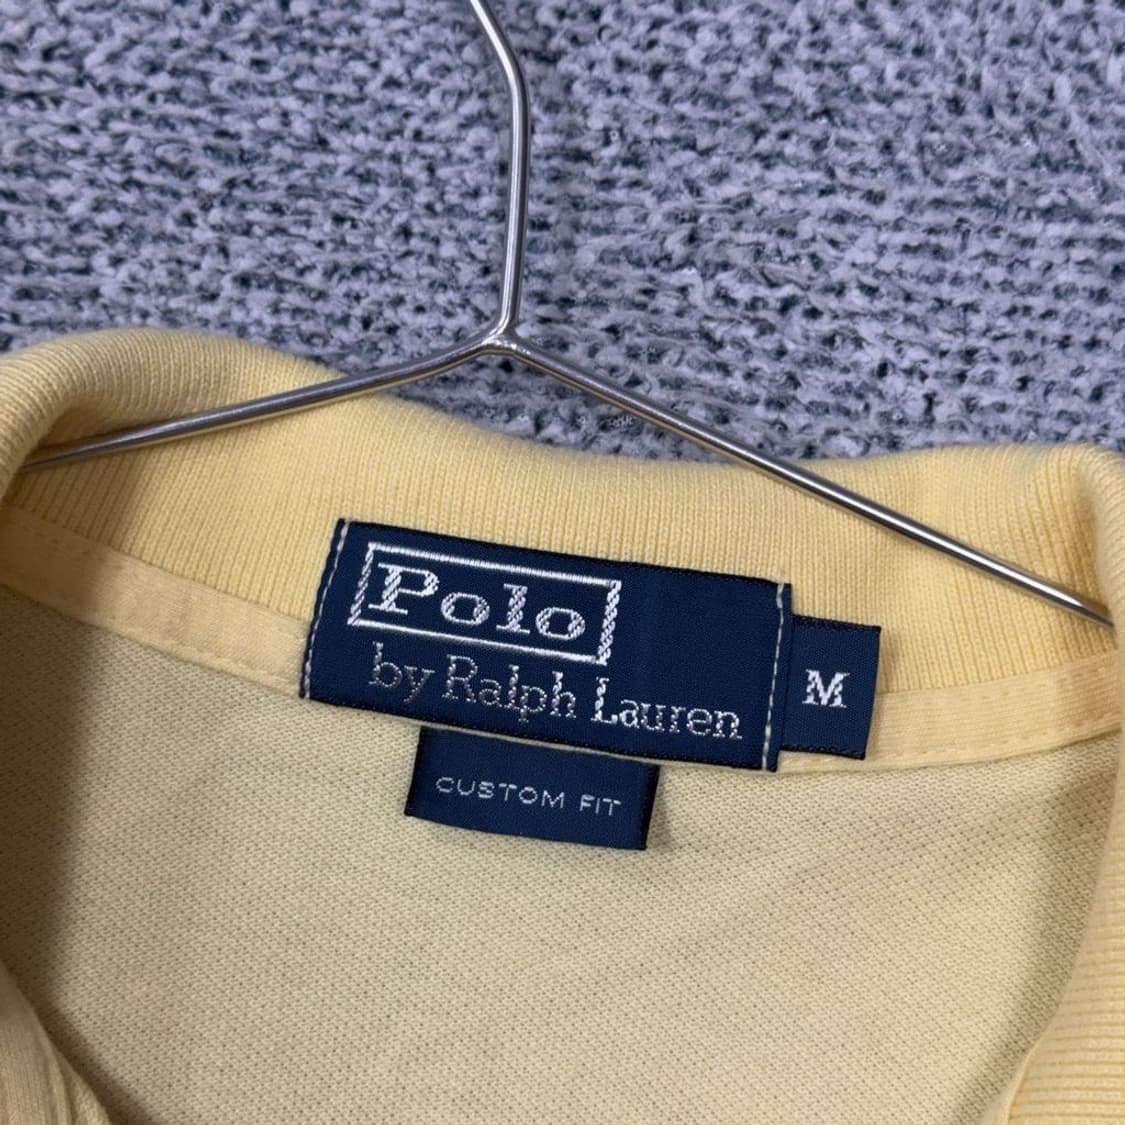 Polo
by Ralph Lauren
M
CUSTOM FIT